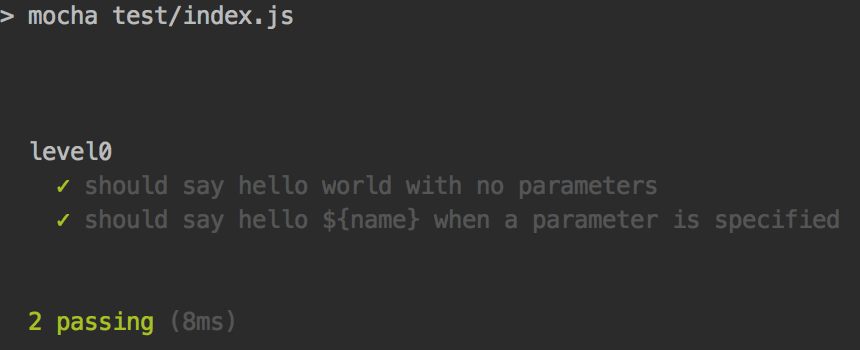 > mocha test/index.js
level0
✓ should say hello world with no parameters
✓ should say hello ${name} when a parameter is specified
2 passing (8ms)